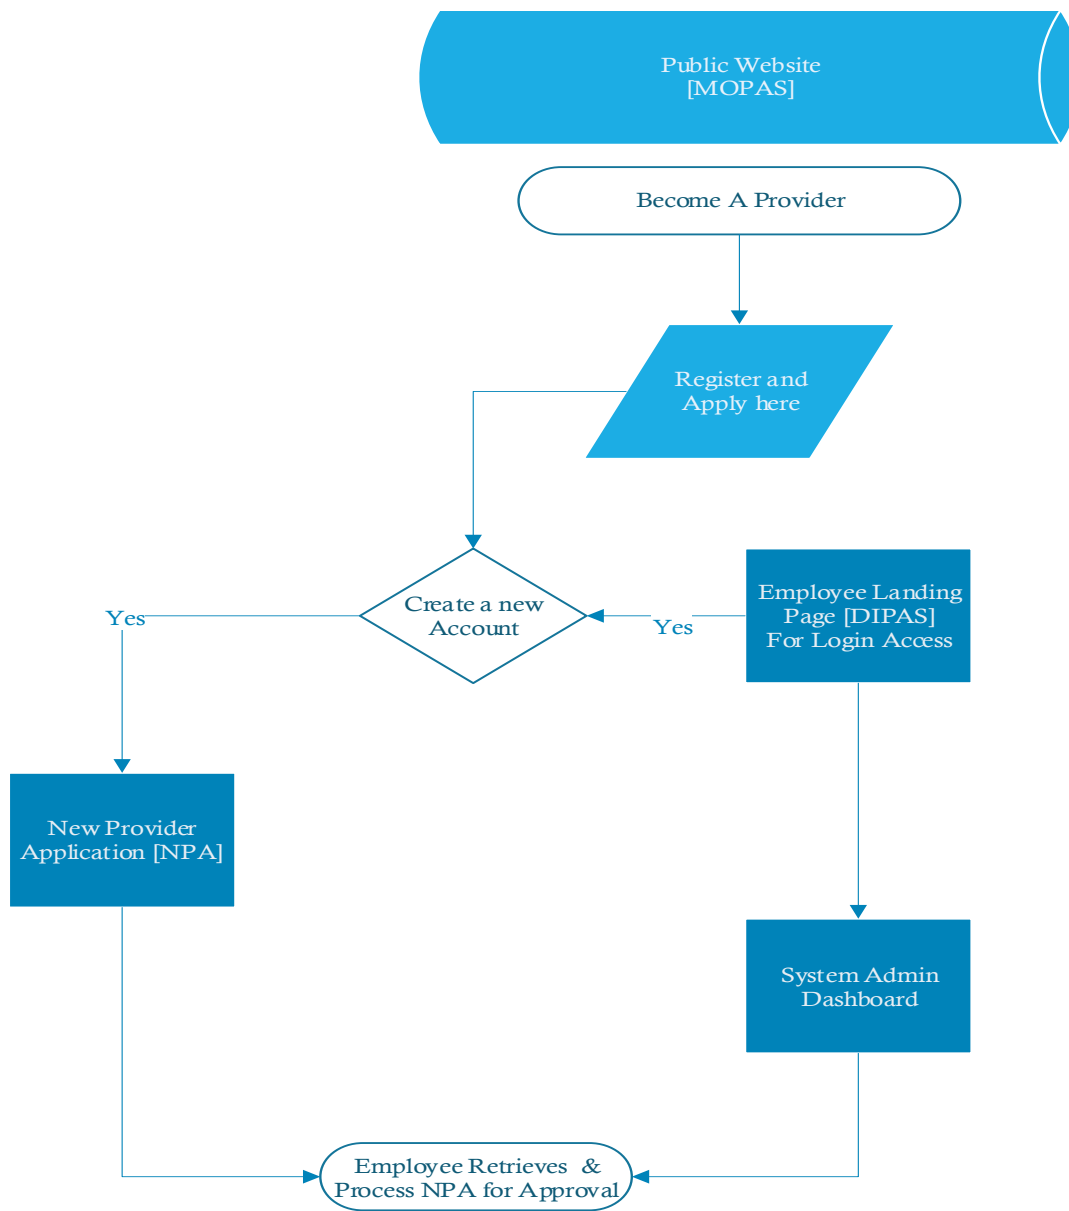 Public Website
[MOPAS]
Become A Provider
Register and
Apply here
Create a new
Account
Yes
Yes
Employee Landing
Page [DIPAS]
For Login Access
New Provider
Application [NPA]
System Admin
Dashboard
Employee Retrieves &
Process NPA for Approval